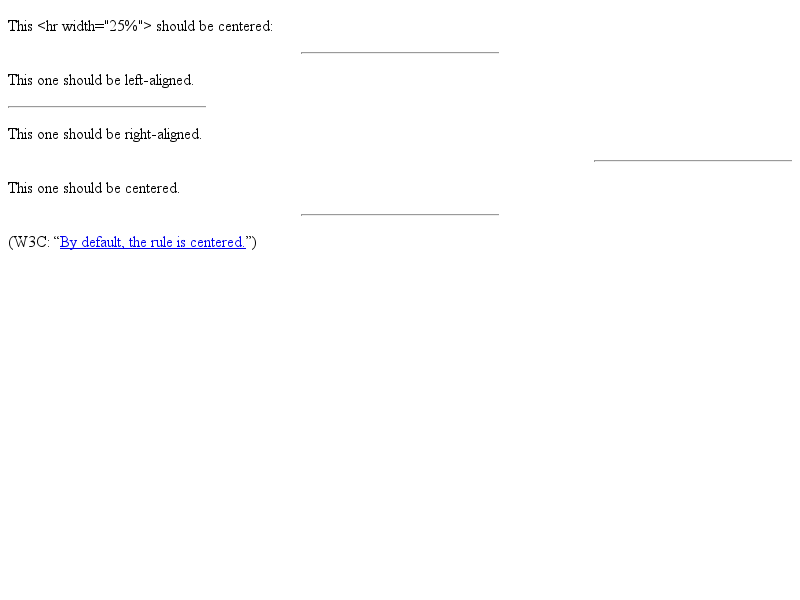 This <hr width="25%"> should be centered:
This one should be left-aligned.
This one should be right-aligned.
This one should be centered.
(W3C: “By default, the rule is centered.”)